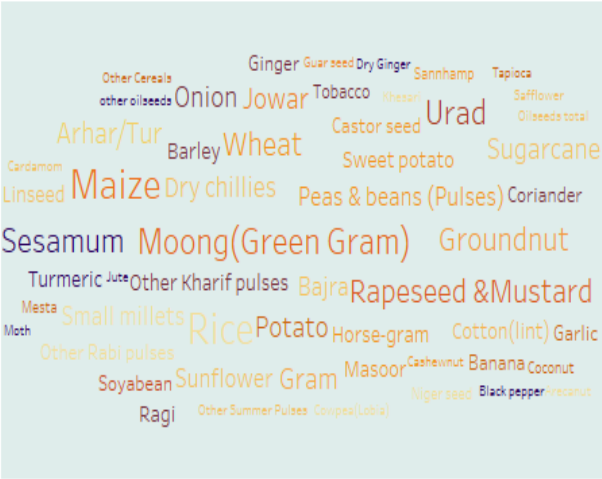 Ginger Guar seed Dry Ginger Sannhamp Tapioca
Other Cereals
other oilseeds Onion Jowar Tobacco Khesari Urad Safflower
Oilseeds total
Arhar/Tur Barley Wheat Castor seed
Sweet potato Sugarcane
Cardamom
Linseed Maize Dry chillies Peas & beans (Pulses) Coriander
Sesamum Moong(Green Gram) Groundnut
Turmeric Jute Other Kharif pulses Bajra Rapeseed &Mustard
Mesta
Moth Small millets Rice Potato Horse-gram Cotton(lint) Garlic
Other Rabi pulses
Soyabean Sunflower Gram Masoor Cashewnut Banana Coconut
Niger seed Black pepper Arecanut
Ragi Other Summer Pulses Cowpea(Lobia)